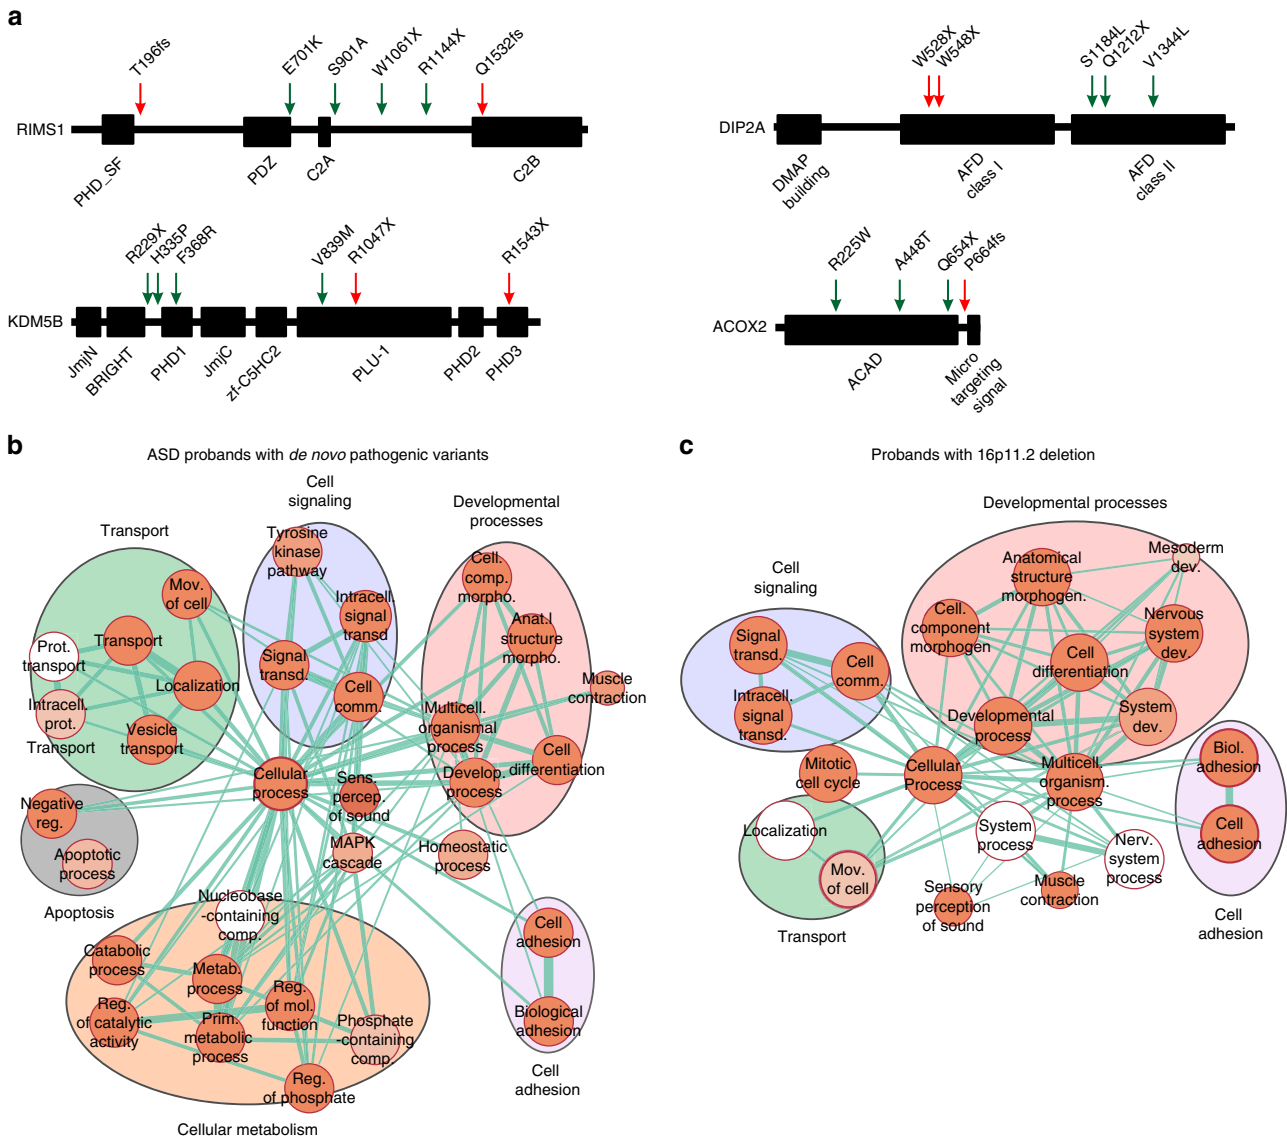 a
T196fs
E701K
S901A
W1061X
R1144X
Q1532fs
RIMS1
PHD_SF
PDZ
C2A
C2B
W528X
W548X
S1184L
Q1212X
V1344L
DIP2A
DMAP
building
AFD
class I
AFD
class II
R229X
H335P
F368R
V839M
R1047X
R1543X
KDM5B
JmjN
BRIGHT
PHD1
JmjC
zf-C5HC2
PLU-1
PHD2
PHD3
R225W
A448T
Q654X
P664fs
ACOX2
ACAD
Micro
targeting
signal
b
ASD probands with de novo pathogenic variants
Transport
Cell
signaling
Developmental
processes
Mov.
of cell
Transport
Prot.
transport
Localization
Intracell.
prot.
Transport
Vesicle
transport
Tyrosine
kinase
pathway
Intracell.
signal
transd
Signal
transd.
Cell
comm.
Cell.
comp.
morpho.
Anat.l
structure
morpho.
Muscle
contraction
Multicell.
organismal
process
Cell
differentiation
Develop.
process
Cellular
process
Sens.
percep.
of sound
MAPK
cascade
Homeostatic
process
Negative
reg.
Apoptotic
process
Apoptosis
Nucleobase
-containing
comp.
Catabolic
process
Metab.
process
Reg.
of mol.
function
Reg.
of catalytic
activity
Prim.
metabolic
process
Phosphate
-containing
comp.
Reg.
of phosphate
Cellular metabolism
Cell
adhesion
Biological
adhesion
Cell
adhesion
c
Probands with 16p11.2 deletion
Developmental processes
Cell
signaling
Anatomical
structure
morphogen.
Mesoderm
dev.
Cell.
component
morphogen
Nervous
system
dev.
Cell
differentiation
Signal
transd.
Cell
comm.
Intracell.
signal
transd.
Developmental
process
System
dev.
Mitotic
cell cycle
Cellular
Process
Multicell.
organism.
process
Biol.
adhesion
Cell
adhesion
Cell
adhesion
Localization
Mov.
of cell
Transport
System
process
Nerv.
system
process
Sensory
perception
of sound
Muscle
contraction